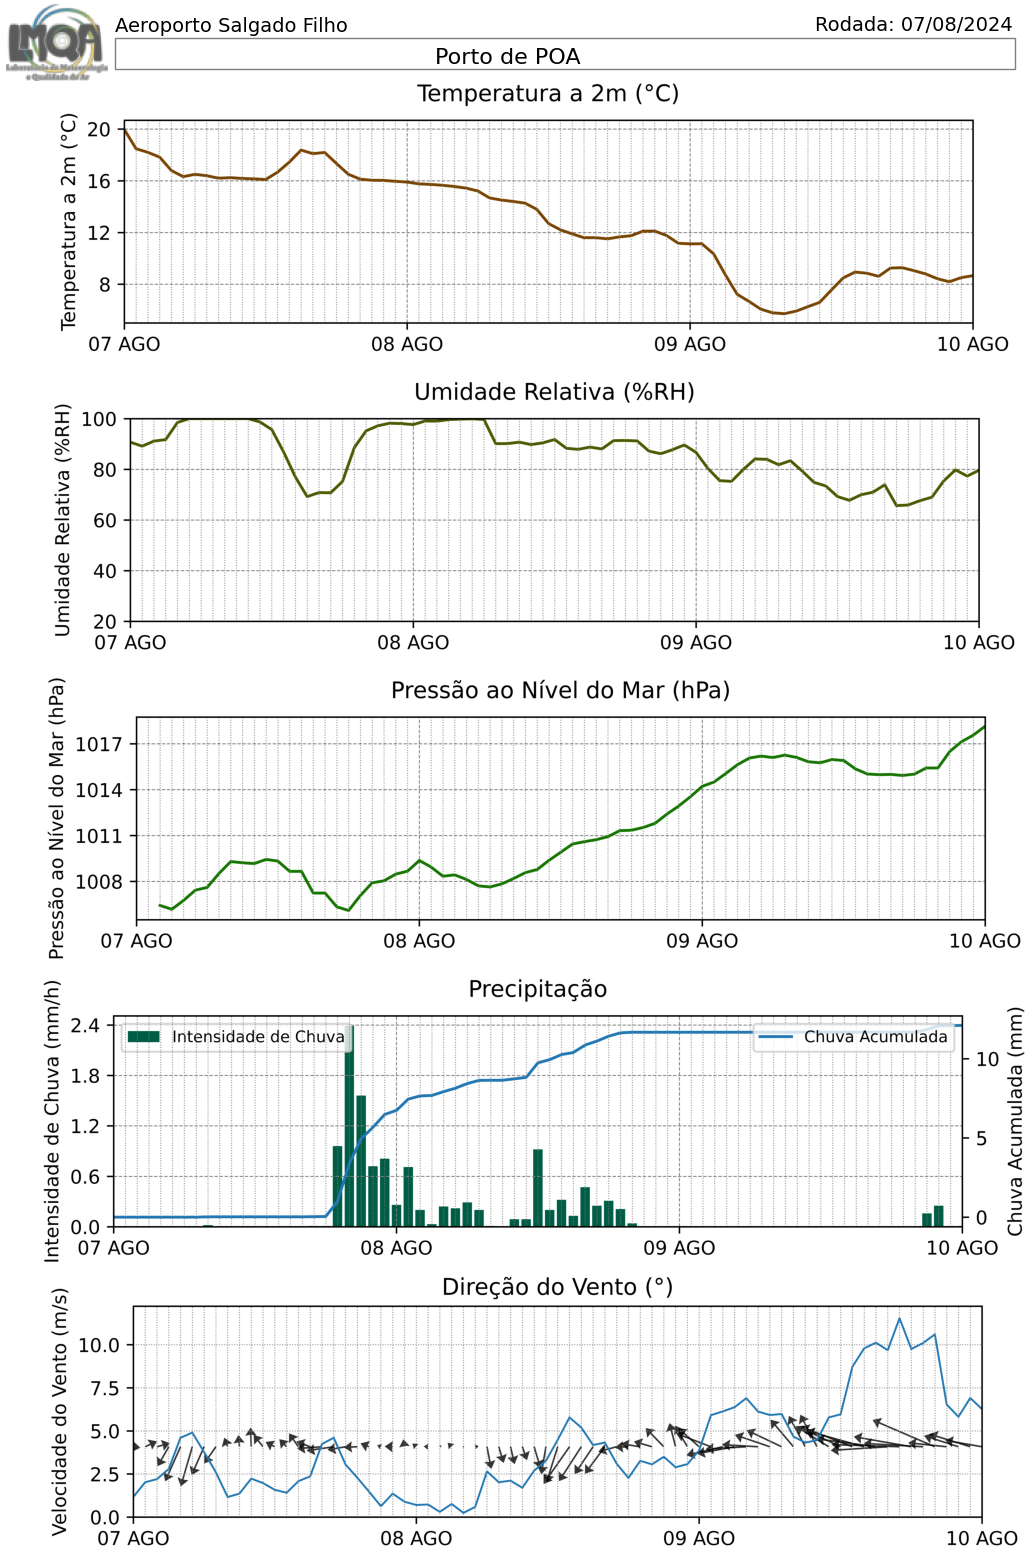 LMQA
Laboratório de Meteorologia
e Qualidade do Ar
Aeroporto Salgado Filho
Rodada: 07/08/2024
Porto de POA
Temperatura a 2m (°C)
Temperatura a 2m (°C)
20
16
12
8
07 AGO 08 AGO 09 AGO 10 AGO
Umidade Relativa (%RH)
Umidade Relativa (%RH)
100
80
60
40
20
07 AGO 08 AGO 09 AGO 10 AGO
Pressão ao Nível do Mar (hPa)
Pressão ao Nível do Mar (hPa)
1017
1014
1011
1008
07 AGO 08 AGO 09 AGO 10 AGO
Precipitação
Intensidade de Chuva (mm/h)
2.4
1.8
1.2
0.6
0.0
Intensidade de Chuva
Chuva Acumulada
10
5
0
Chuva Acumulada (mm)
07 AGO 08 AGO 09 AGO 10 AGO
Direção do Vento (°)
Velocidade do Vento (m/s)
10.0
7.5
5.0
2.5
0.0
07 AGO 08 AGO 09 AGO 10 AGO